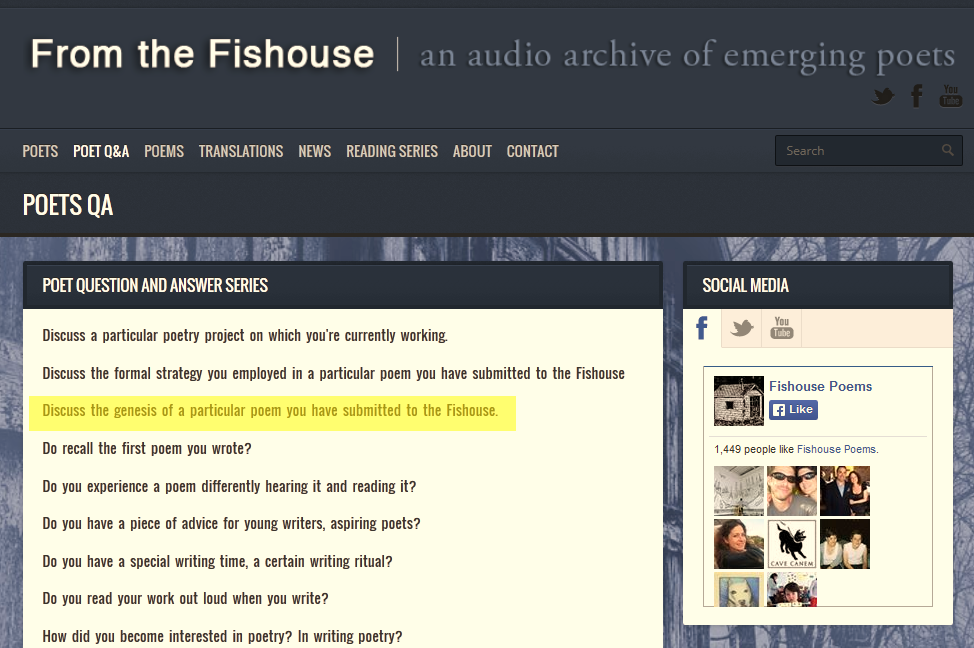 From the Fishouse | an audio archive of emerging poets
You
Tube
POETS POET Q&A POEMS TRANSLATIONS NEWS READING SERIES ABOUT CONTACT
Search
POETS QA
POET QUESTION AND ANSWER SERIES
Discuss a particular poetry project on which you're currently working.
Discuss the formal strategy you employed in a particular poem you have submitted to the Fishouse
Discuss the genesis of a particular poem you have submitted to the Fishouse.
Do recall the first poem you wrote?
Do you experience a poem differently hearing it and reading it?
Do you have a piece of advice for young writers, aspiring poets?
Do you have a special writing time, a certain writing ritual?
Do you read your work out loud when you write?
How did you become interested in poetry? In writing poetry?
SOCIAL MEDIA
You
Tube
Fishouse Poems
Like
1,449 people like Fishouse Poems.
CAVE CANEM